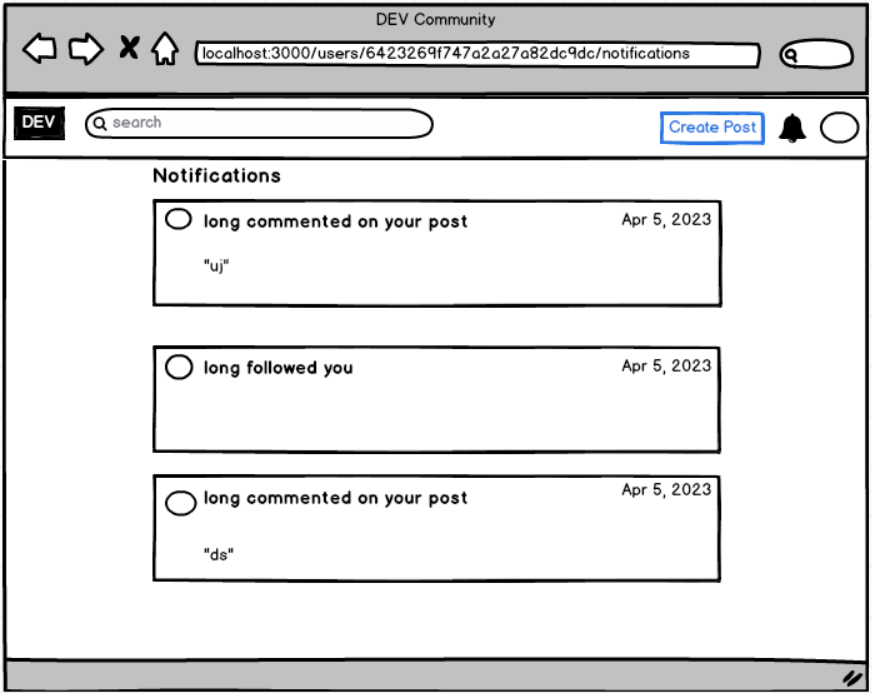 DEV Community
localhost:3000/users/6423269f747a2a27a82dc9dc/notifications
DEV
search
Create Post
Notifications
long commented on your post
Apr 5, 2023
"uj"
long followed you
Apr 5, 2023
long commented on your post
Apr 5, 2023
"ds"